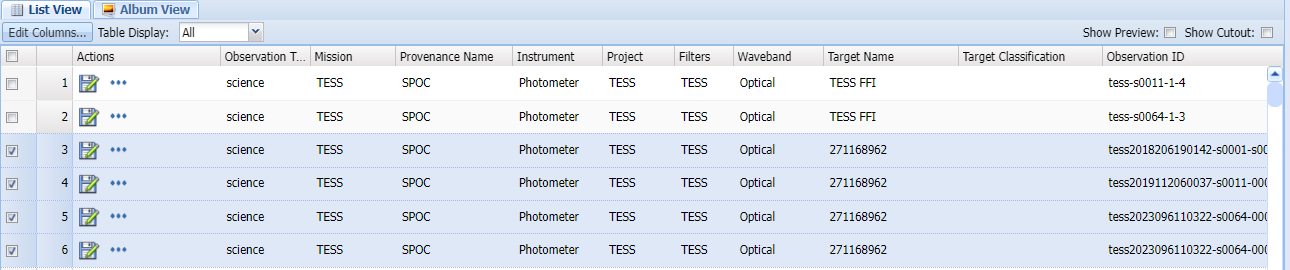 List View Album View
Edit Columns... Table Display: All Show Preview: Show Cutout:
Actions Observation T... Mission Provenance Name Instrument Project Filters Waveband Target Name Target Classification Observation ID
1 science TESS SPOC Photometer TESS TESS Optical TESS FFI tess-s0011-1-4
2 science TESS SPOC Photometer TESS TESS Optical TESS FFI tess-s0064-1-3
3 science TESS SPOC Photometer TESS TESS Optical 271168962 tess2018206190142-s0001-s00
4 science TESS SPOC Photometer TESS TESS Optical 271168962 tess2019112060037-s0011-000
5 science TESS SPOC Photometer TESS TESS Optical 271168962 tess2023096110322-s0064-000
6 science TESS SPOC Photometer TESS TESS Optical 271168962 tess2023096110322-s0064-000